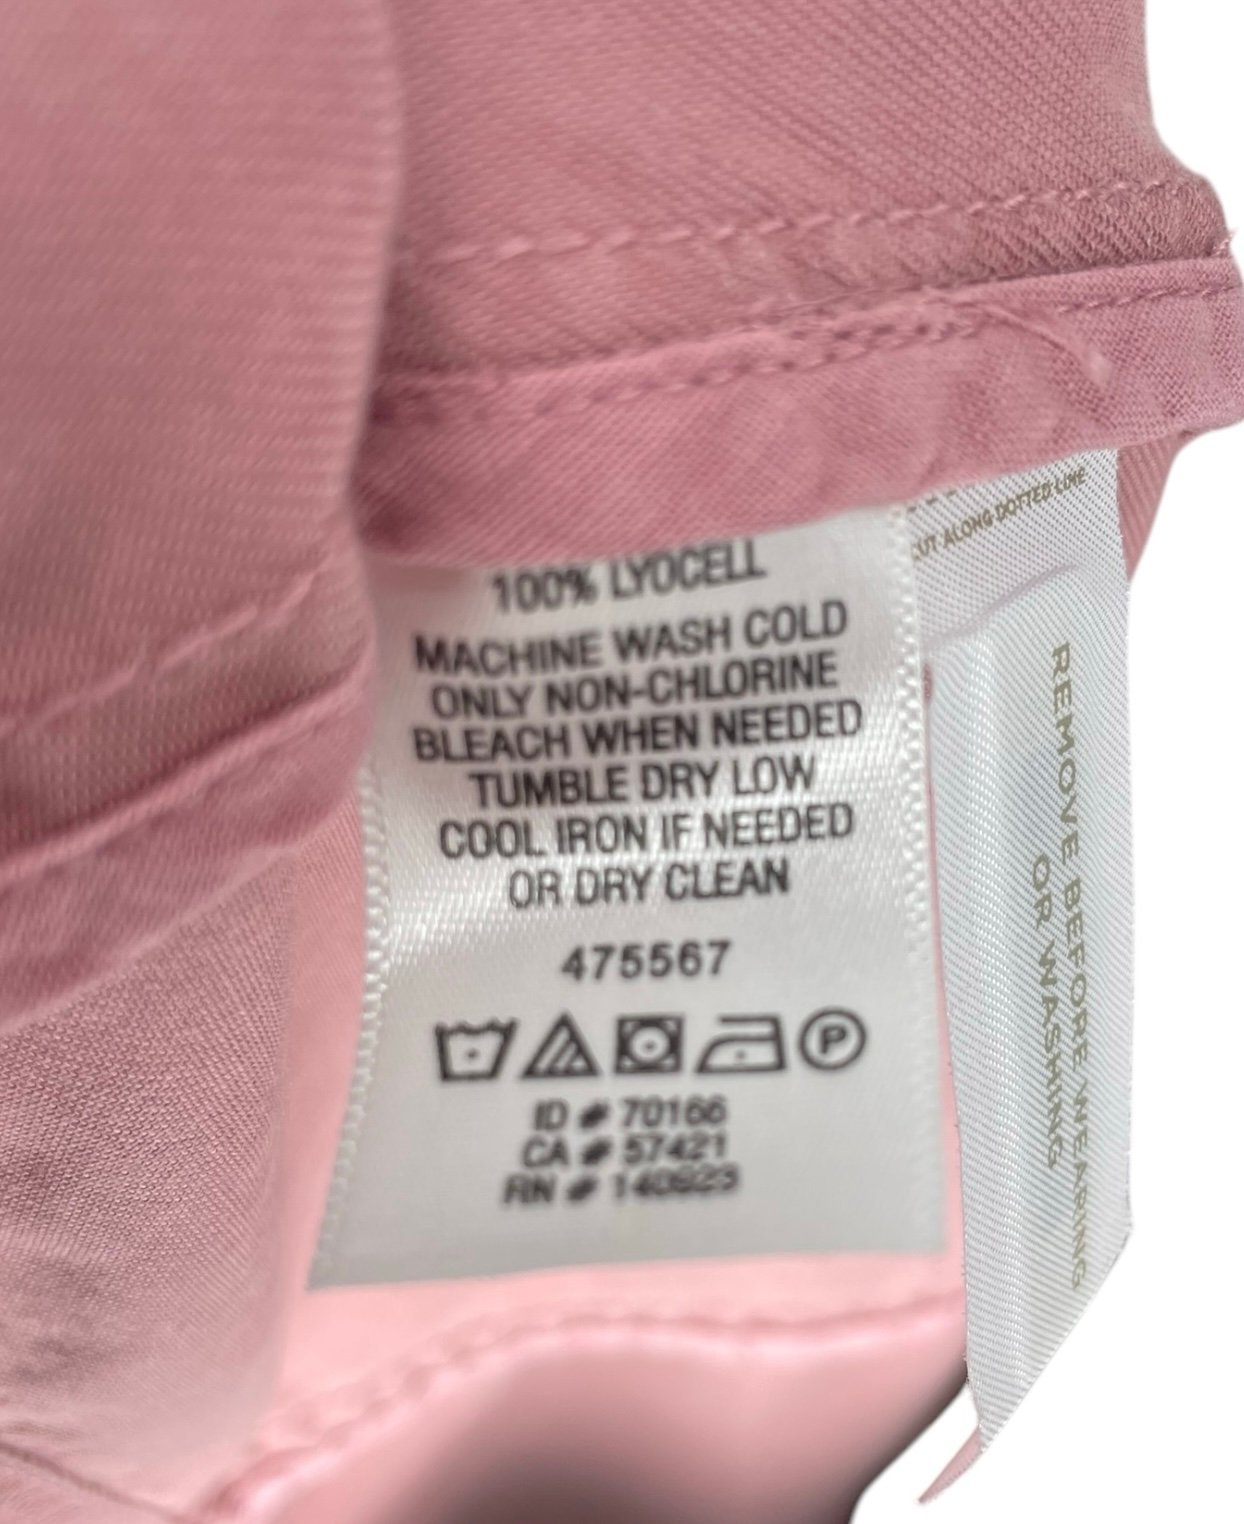 100% LYOCELL
MACHINE WASH COLD
ONLY NON-CHLORINE
BLEACH WHEN NEEDED
TUMBLE DRY LOW
COOL IRON IF NEEDED
OR DRY CLEAN
475567
P
ID # 70166
CA # 57421
RN #
CUT ALONG DOTTED LINE
REMOVE BEFORE WEARING
OR WASHING